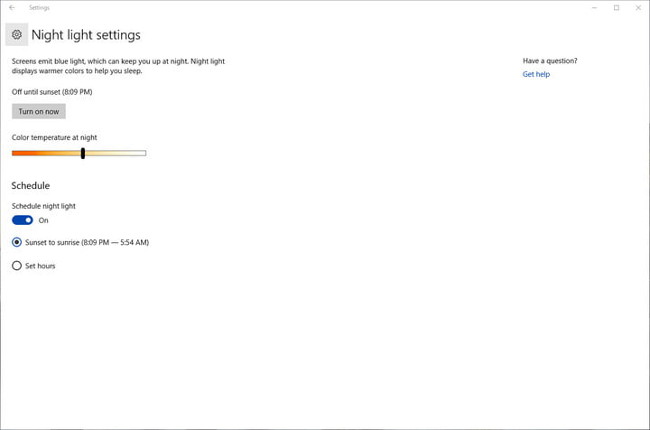 Settings
Night light settings
Screens emit blue light, which can keep you up at night. Night light
displays warmer colors to help you sleep.
Off until sunset (8:09 PM)
Turn on now
Color temperature at night
Schedule
Schedule night light
On
Sunset to sunrise (8:09 PM — 5:54 AM)
Set hours
Have a question?
Get help